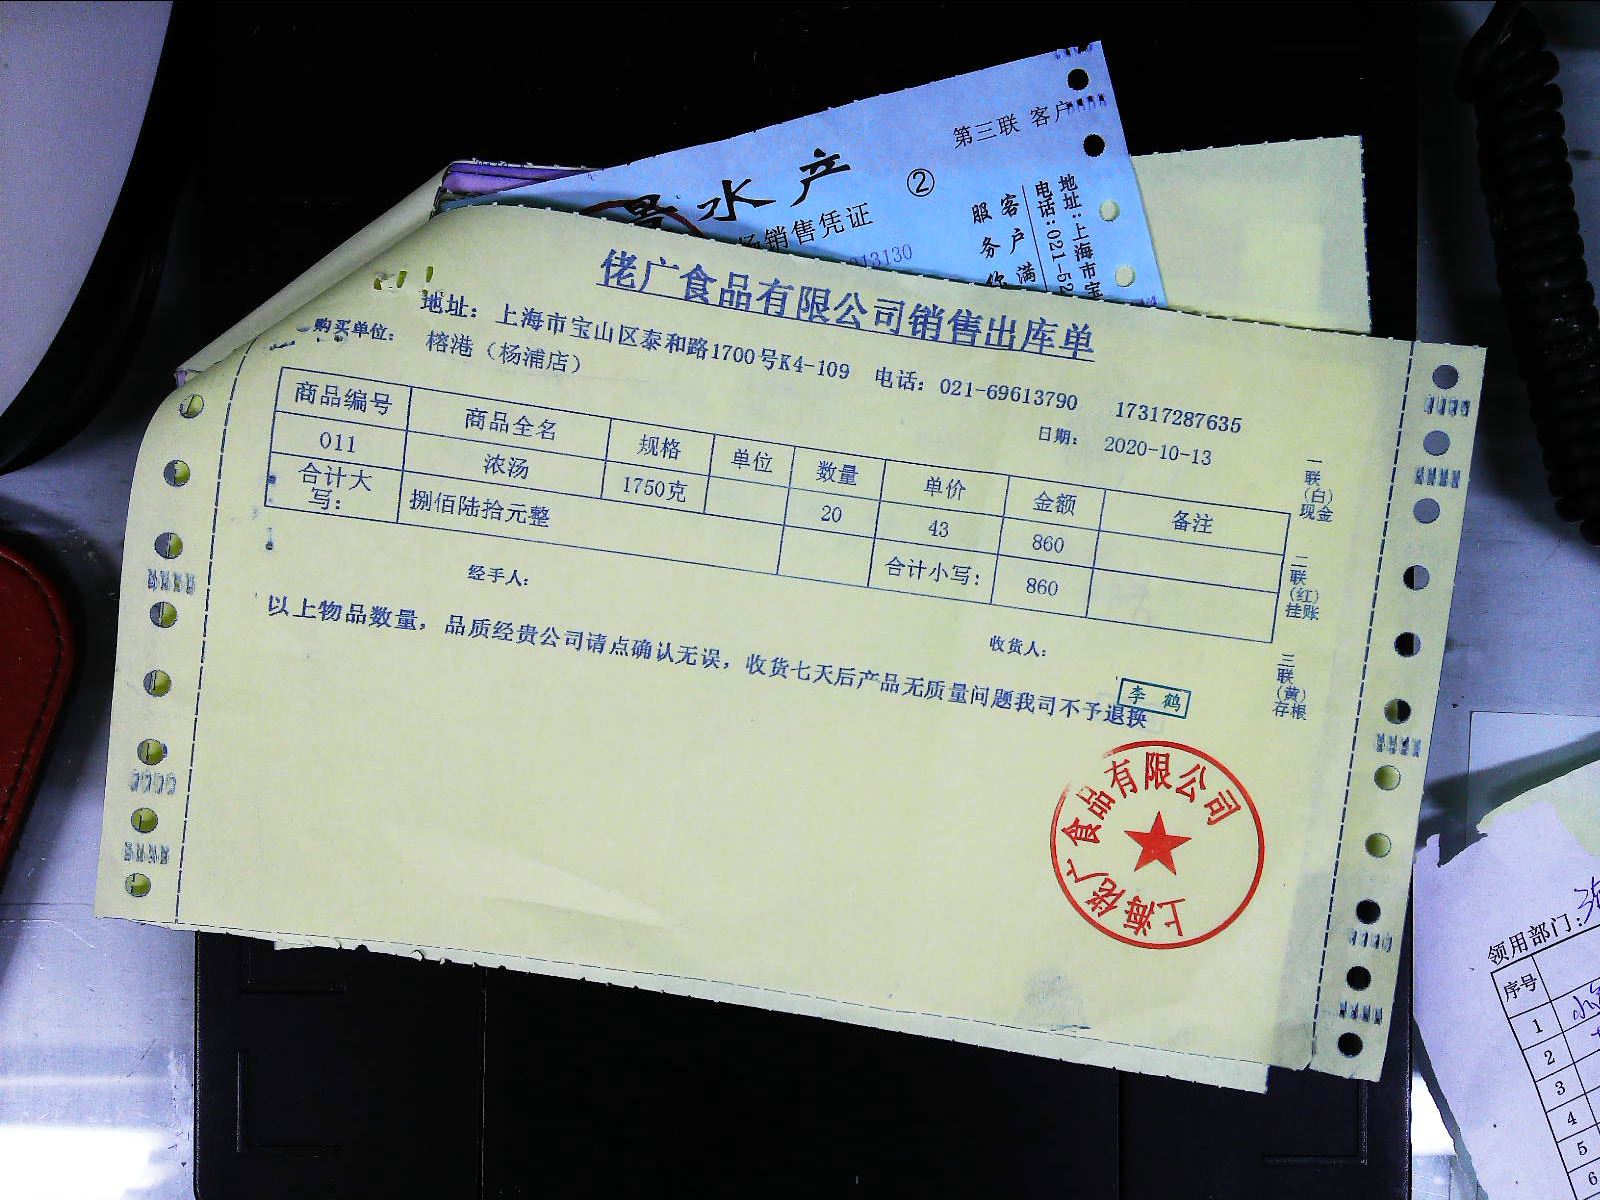 第三联 客户
水产
②
销售凭证
13130
地址:上海市宝
电话:021-52
客户满
服务你
佬广食品有限公司销售出库单
地址: 上海市宝山区泰和路1700号K4-109 电话: 021-69613790 17317287635
购买单位: 榕港（杨浦店）
日期: 2020-10-13
商品编号 商品全名 规格 单位 数量 单价 金额 备注
011 浓汤 1750克 20 43 860
合计大写: 捌佰陆拾元整 合计小写: 860
经手人:
收货人:
李鹤
以上物品数量，品质经贵公司请点确认无误，收货七天后产品无质量问题我司不予退换
一联（白）现金
二联（红）挂账
三联（黄）存根
上海佬广食品有限公司
领用部门:
序号
1
2
3
4
5
6